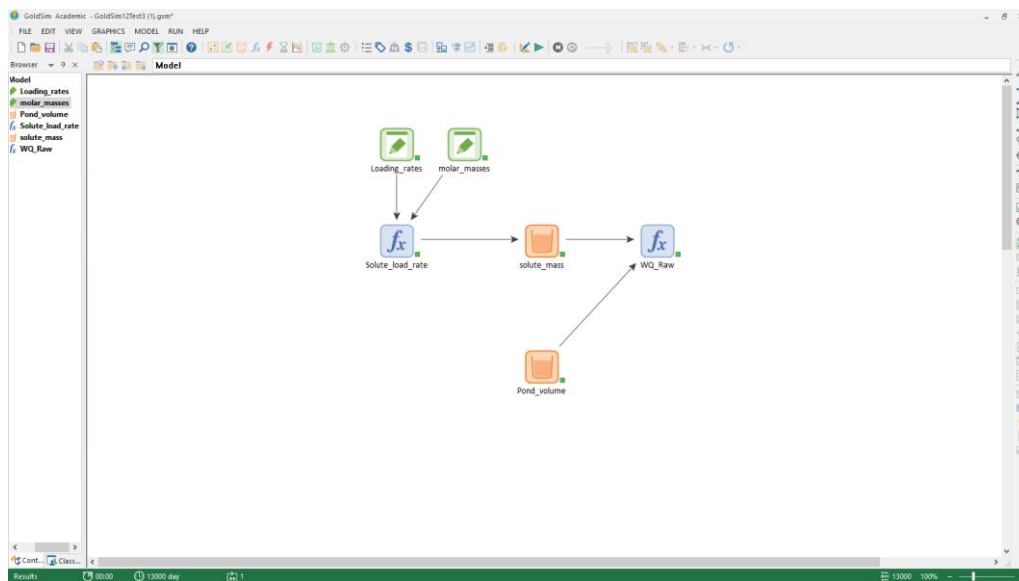 GoldSim Academic - GoldSim12Test3 (1).gsm*
FILE EDIT VIEW GRAPHICS MODEL RUN HELP
Browser
Model
Model
Loading_rates
molar_masses
Pond_volume
Solute_load_rate
solute_mass
WQ_Raw
Loading_rates
molar_masses
Solute_load_rate
solute_mass
WQ_Raw
Pond_volume
Cont... Class...
Results 00:00 13000 day 1 13000 100%